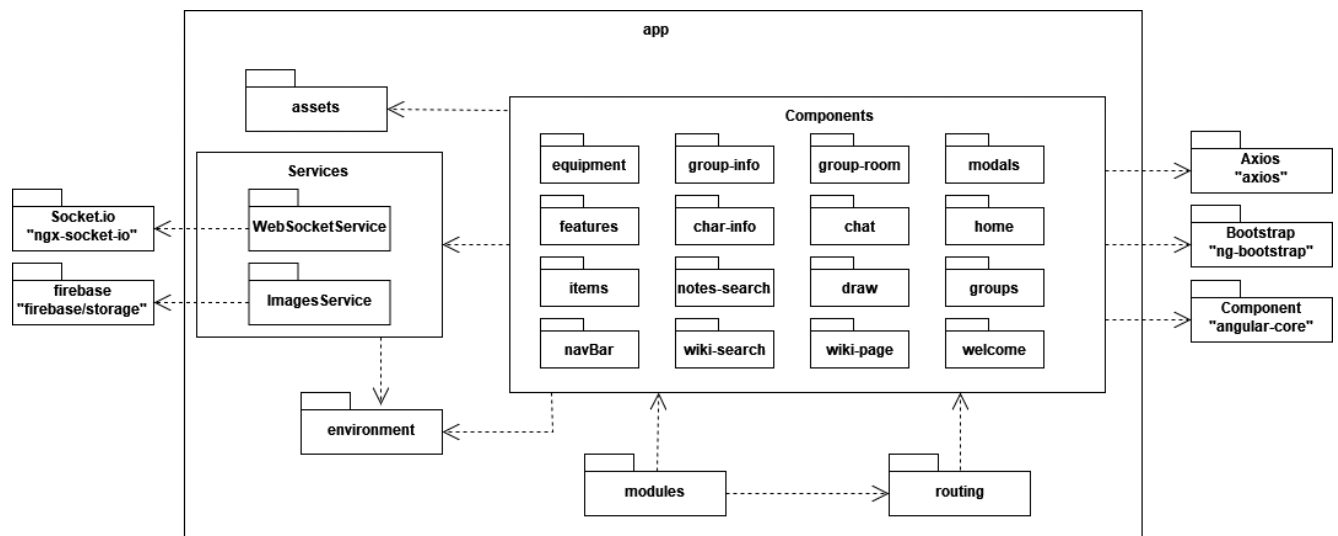 app
assets
Components
equipment
group-info
group-room
modals
Services
Axios
"axios"
Socket.io
"ngx-socket-io"
WebSocketService
features
char-info
chat
home
Bootstrap
"ng-bootstrap"
firebase
"firebase/storage"
ImagesService
items
notes-search
draw
groups
Component
"angular-core"
navBar
wiki-search
wiki-page
welcome
environment
modules
routing